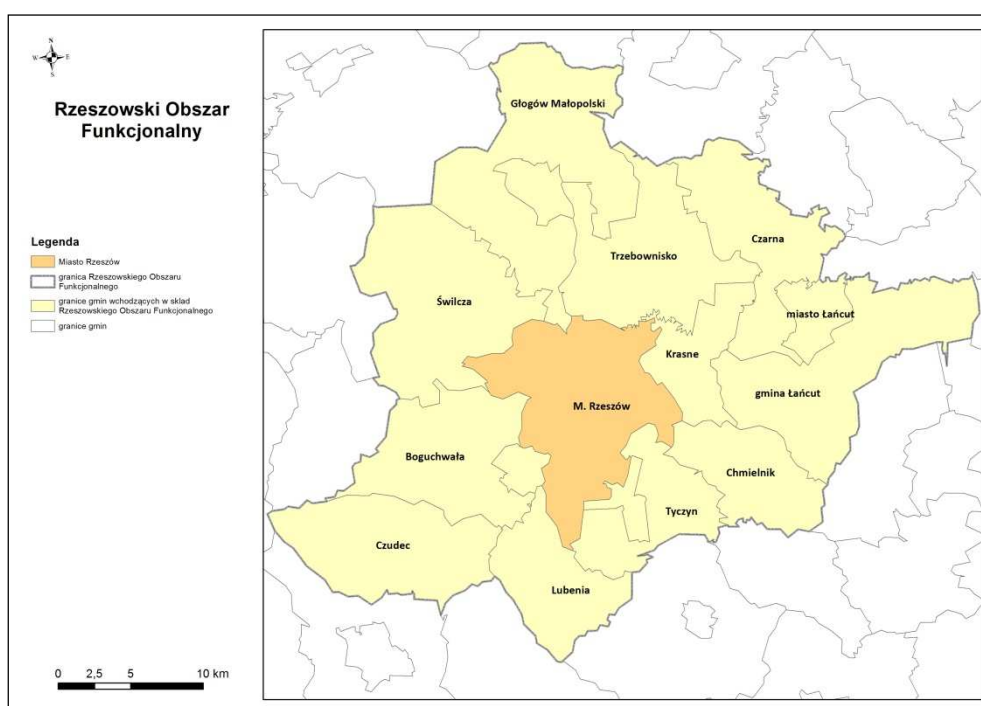 N
W E
S
Rzeszowski Obszar
Funkcjonalny
Legenda
Miasto Rzeszów
granica Rzeszowskiego Obszaru
Funkcjonalnego
granice gmin wchodzących w skład
Rzeszowskiego Obszaru Funkcjonalnego
granice gmin
0 2,5 5 10 km
Głogów Małopolski
Trzebownisko
Czarna
Świlcza
miasto Łańcut
Krasne
gmina Łańcut
M. Rzeszów
Boguchwała
Chmielnik
Tyczyn
Czudec
Lubenia